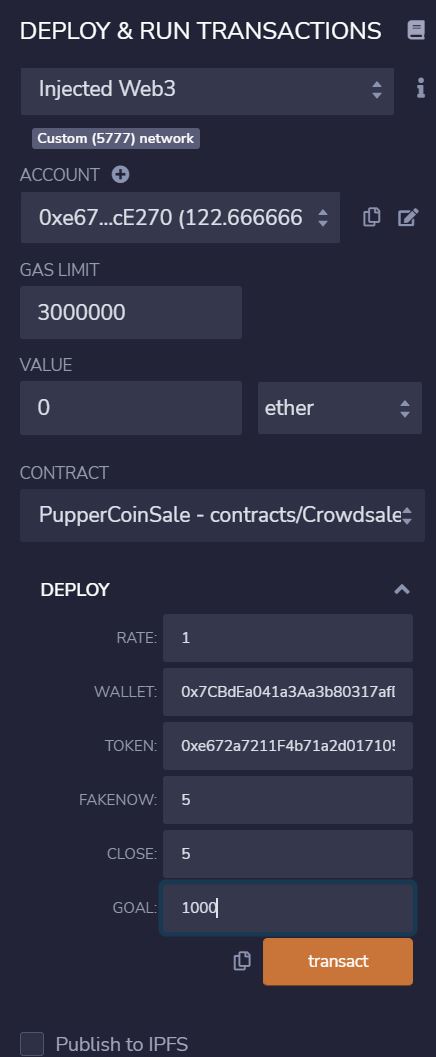 DEPLOY & RUN TRANSACTIONS
Injected Web3
Custom (5777) network
ACCOUNT
0xe67...cE270 (122.666666
GAS LIMIT
3000000
VALUE
0 ether
CONTRACT
PupperCoinSale - contracts/Crowdsale
DEPLOY
RATE: 1
WALLET: 0x7CBdEa041a3Aa3b80317af
TOKEN: 0xe672a7211F4b71a2d01710
FAKENOW: 5
CLOSE: 5
GOAL: 1000
transact
Publish to IPFS